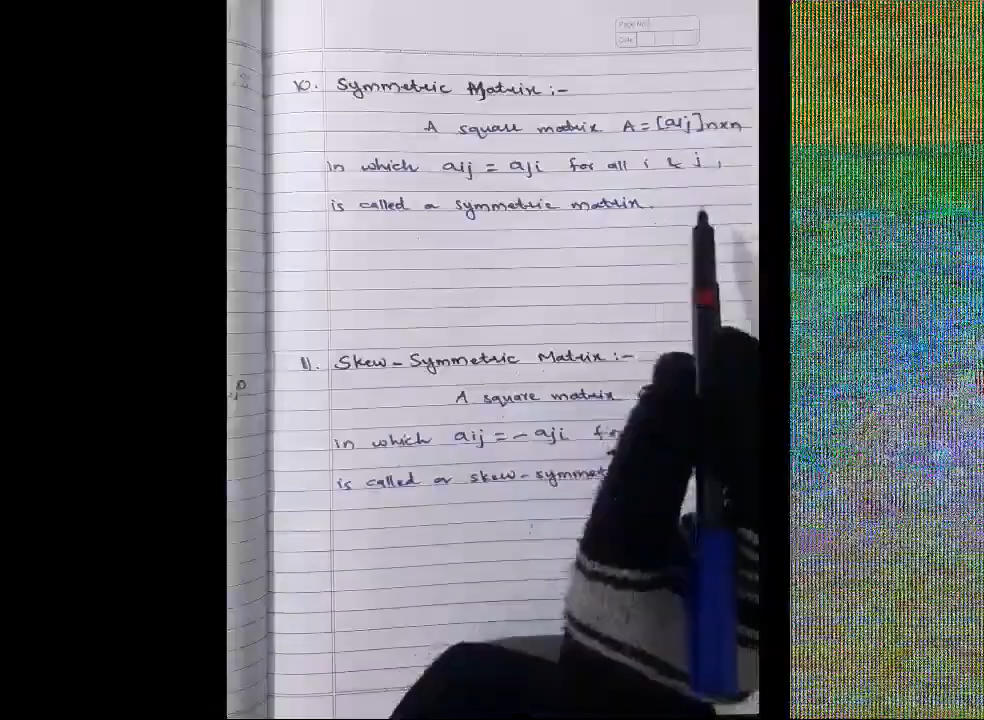 Page No.
Date
10. Symmetric Matrix :-
A square matrix A = [aij]nxn
in which aij = aji for all i & j,
is called a symmetric matrix.
11. Skew-Symmetric Matrix :-
A square matrix
in which aij = -aji
is called a skew-symmet